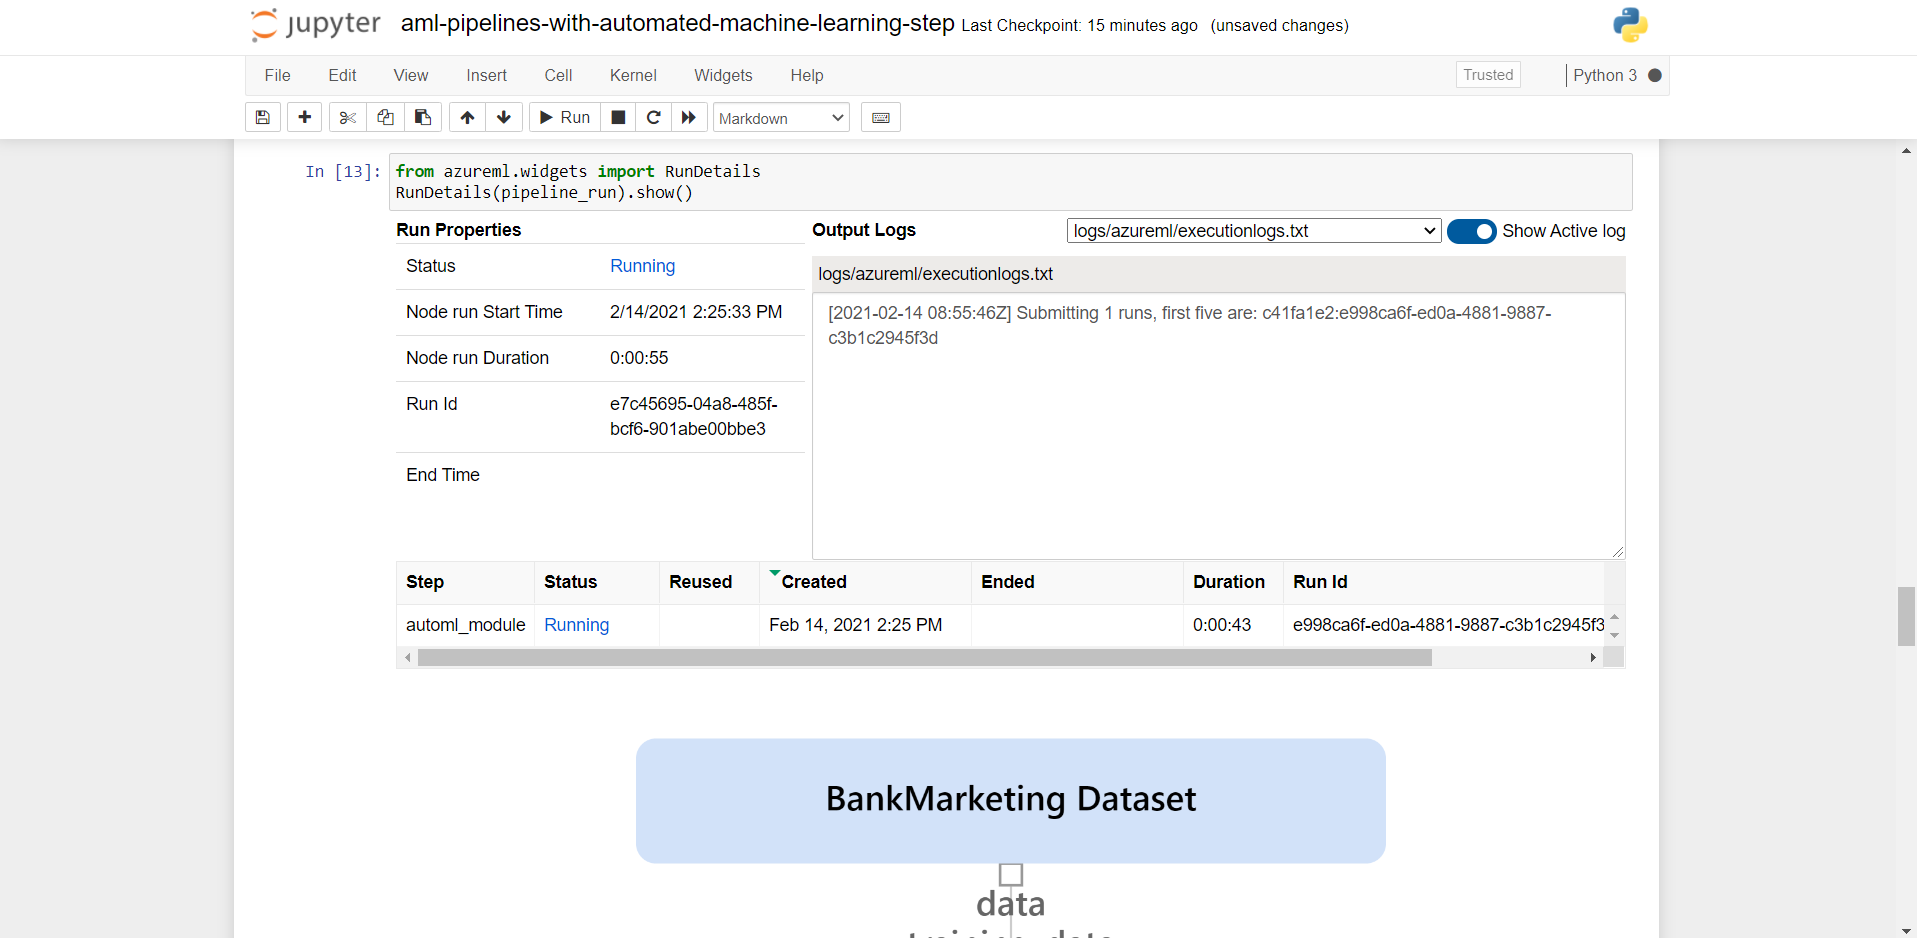 jupyter aml-pipelines-with-automated-machine-learning-step Last Checkpoint: 15 minutes ago (unsaved changes)
File Edit View Insert Cell Kernel Widgets Help Trusted Python 3
Run Markdown
In [13]: from azureml.widgets import RunDetails
RunDetails(pipeline_run).show()
Run Properties
Status Running
Node run Start Time 2/14/2021 2:25:33 PM
Node run Duration 0:00:55
Run Id e7c45695-04a8-485f-
bcf6-901abe00bbe3
End Time
Output Logs logs/azureml/executionlogs.txt Show Active log
logs/azureml/executionlogs.txt
[2021-02-14 08:55:46Z] Submitting 1 runs, first five are: c41fa1e2:e998ca6f-ed0a-4881-9887-
c3b1c2945f3d
Step Status Reused Created Ended Duration Run Id
automl_module Running Feb 14, 2021 2:25 PM 0:00:43 e998ca6f-ed0a-4881-9887-c3b1c2945f3
BankMarketing Dataset
data
training_data